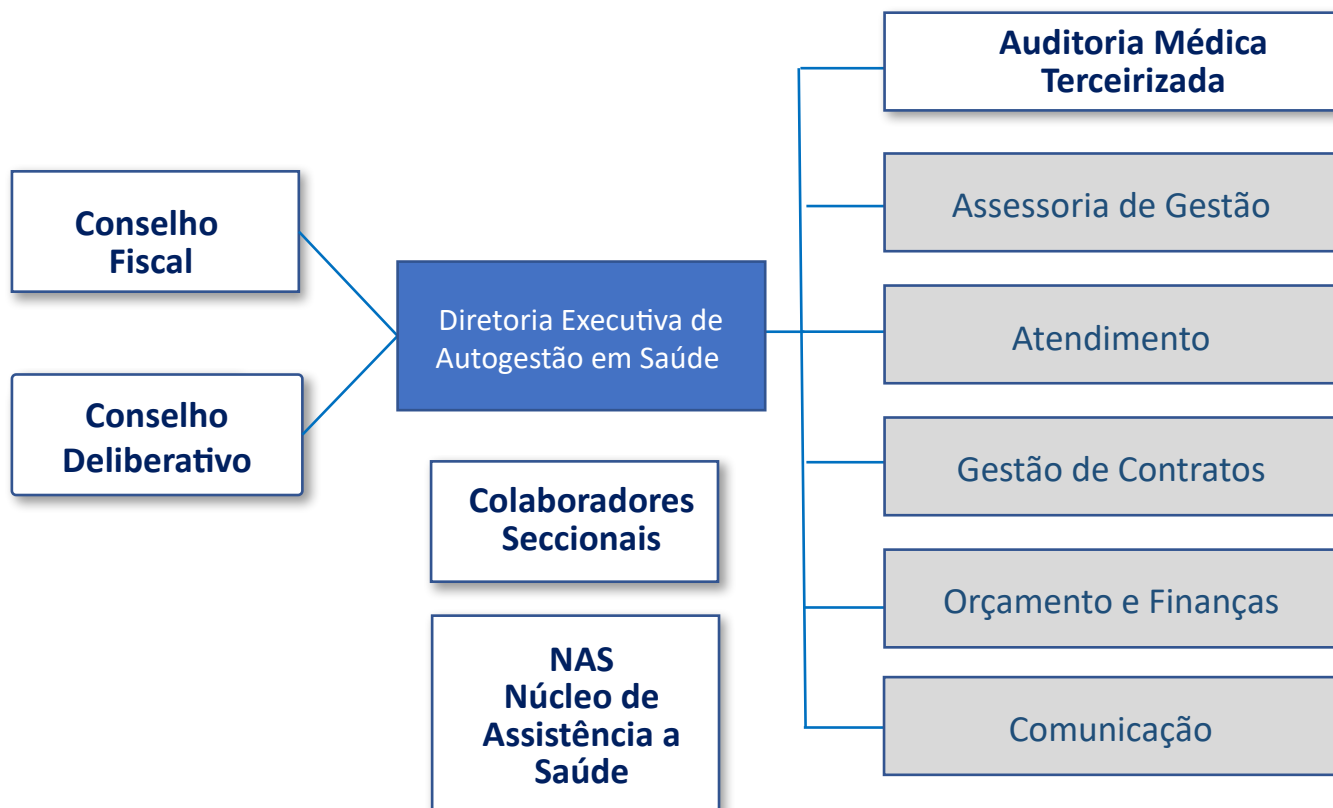 Conselho
Fiscal
Conselho
Deliberativo
Diretoria Executiva de
Autogestão em Saúde
Colaboradores
Seccionais
NAS
Núcleo de
Assistência a
Saúde
Auditoria Médica
Terceirizada
Assessoria de Gestão
Atendimento
Gestão de Contratos
Orçamento e Finanças
Comunicação